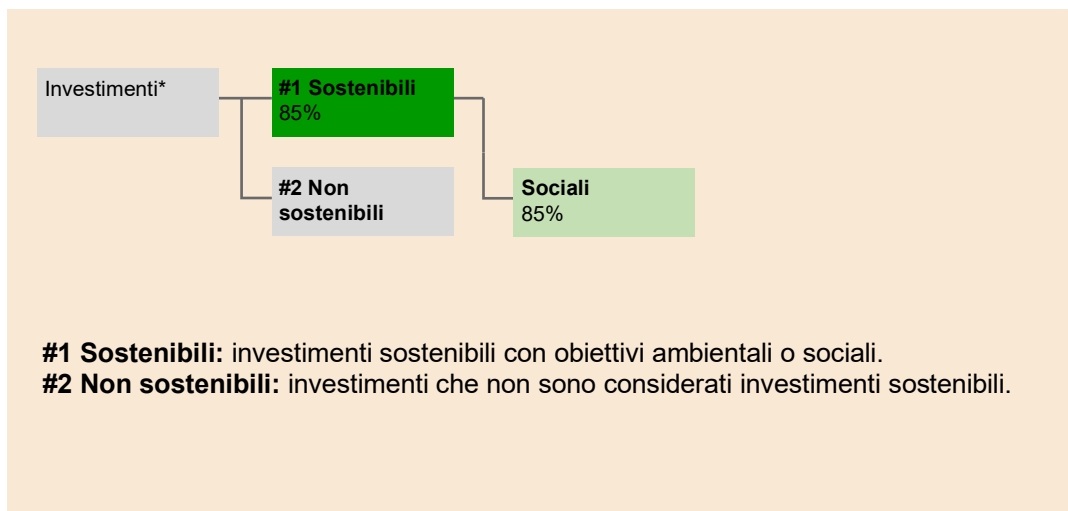 Investimenti*
#1 Sostenibili
85%
#2 Non
sostenibili
Sociali
85%
#1 Sostenibili: investimenti sostenibili con obiettivi ambientali o sociali.
#2 Non sostenibili: investimenti che non sono considerati investimenti sostenibili.